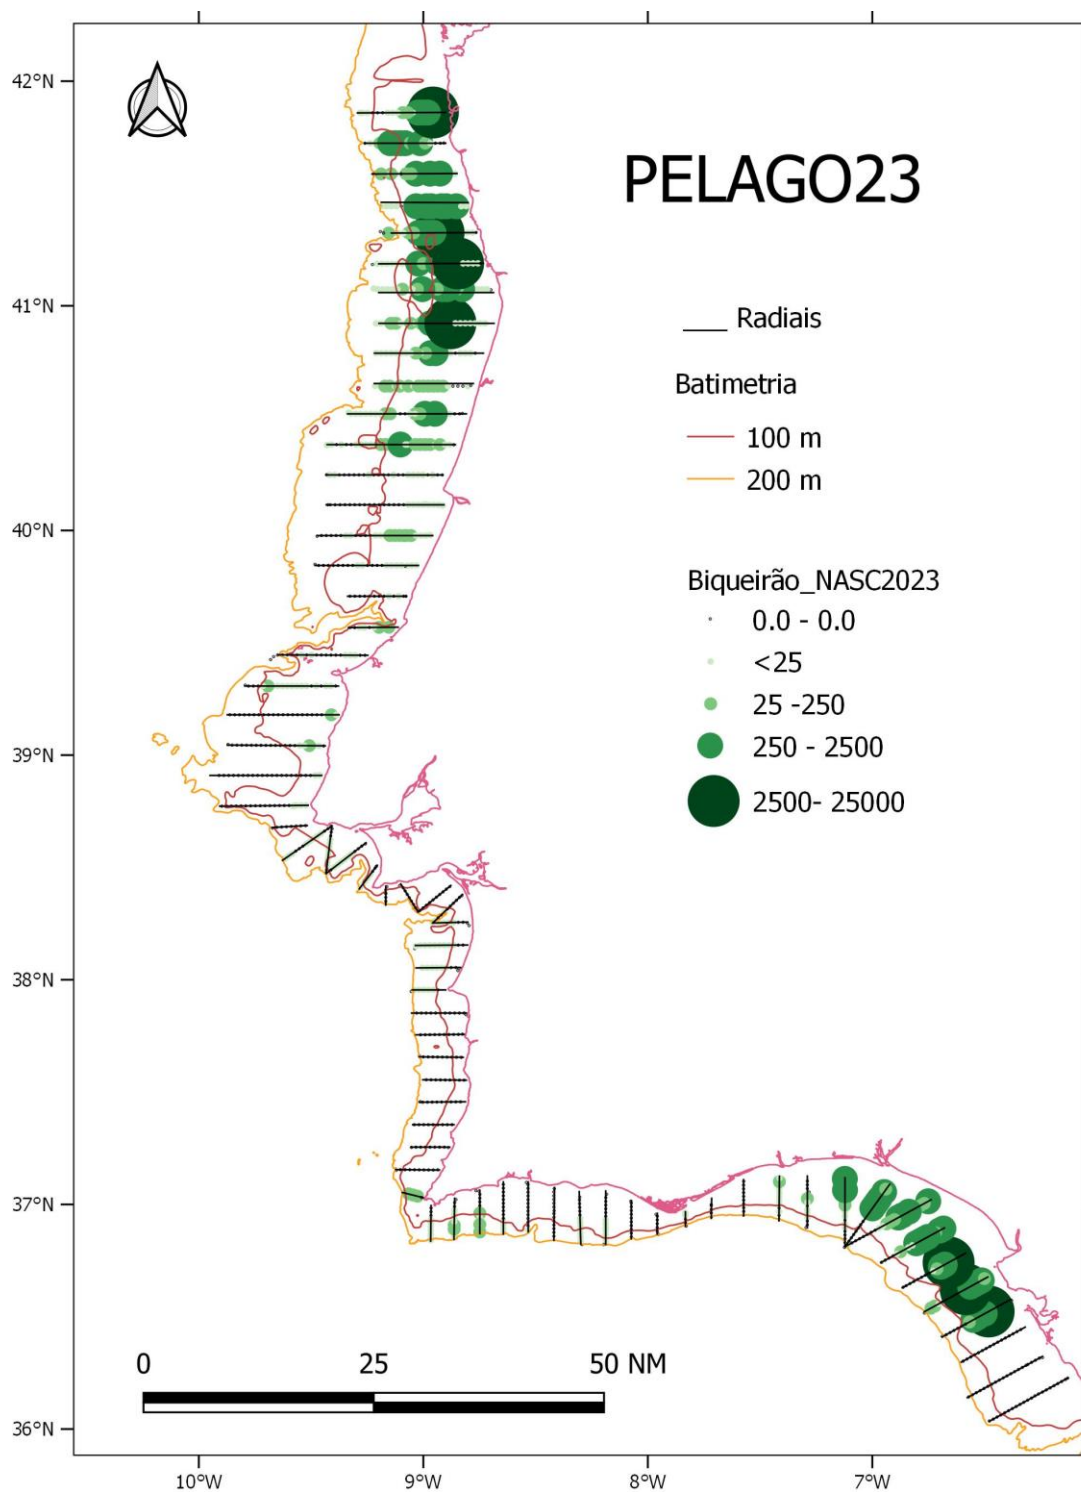 42°N
PELAGO23
41°N
Radiais
Batimetria
100 m
200 m
40°N
Biqueirão_NASC2023
0.0 - 0.0
<25
25 -250
39°N
250 - 2500
2500- 25000
38°N
37°N
0 25 50 NM
36°N
10°W 9°W 8°W 7°W